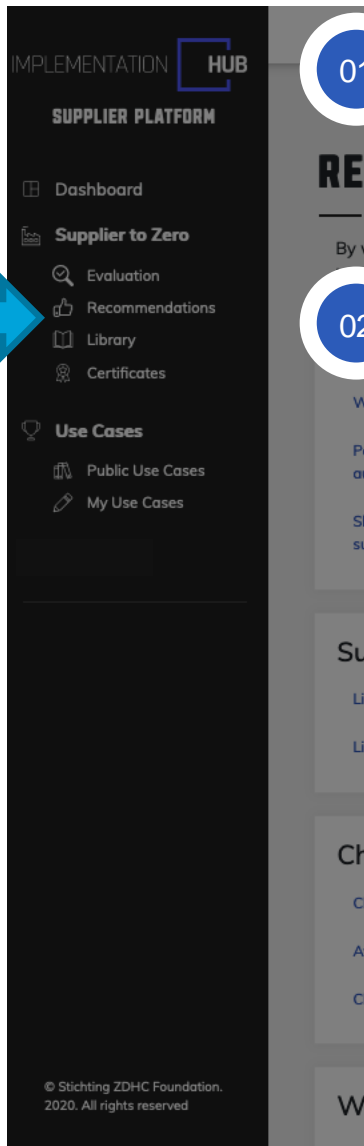 IMPLEMENTATION HUB
SUPPLIER PLATFORM
Dashboard
Supplier to Zero
Evaluation
Recommendations
Library
Certificates
Use Cases
Public Use Cases
My Use Cases
© Stichting ZDHC Foundation.
2020. All rights reserved
01
02
By